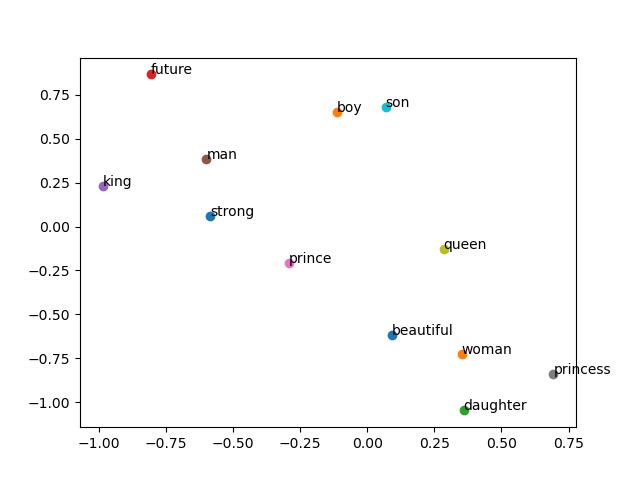 future
boy
son
man
king
strong
queen
prince
beautiful
woman
princess
daughter
0.75
0.50
0.25
0.00
−0.25
−0.50
−0.75
−1.00
−1.00
−0.75
−0.50
−0.25
0.00
0.25
0.50
0.75